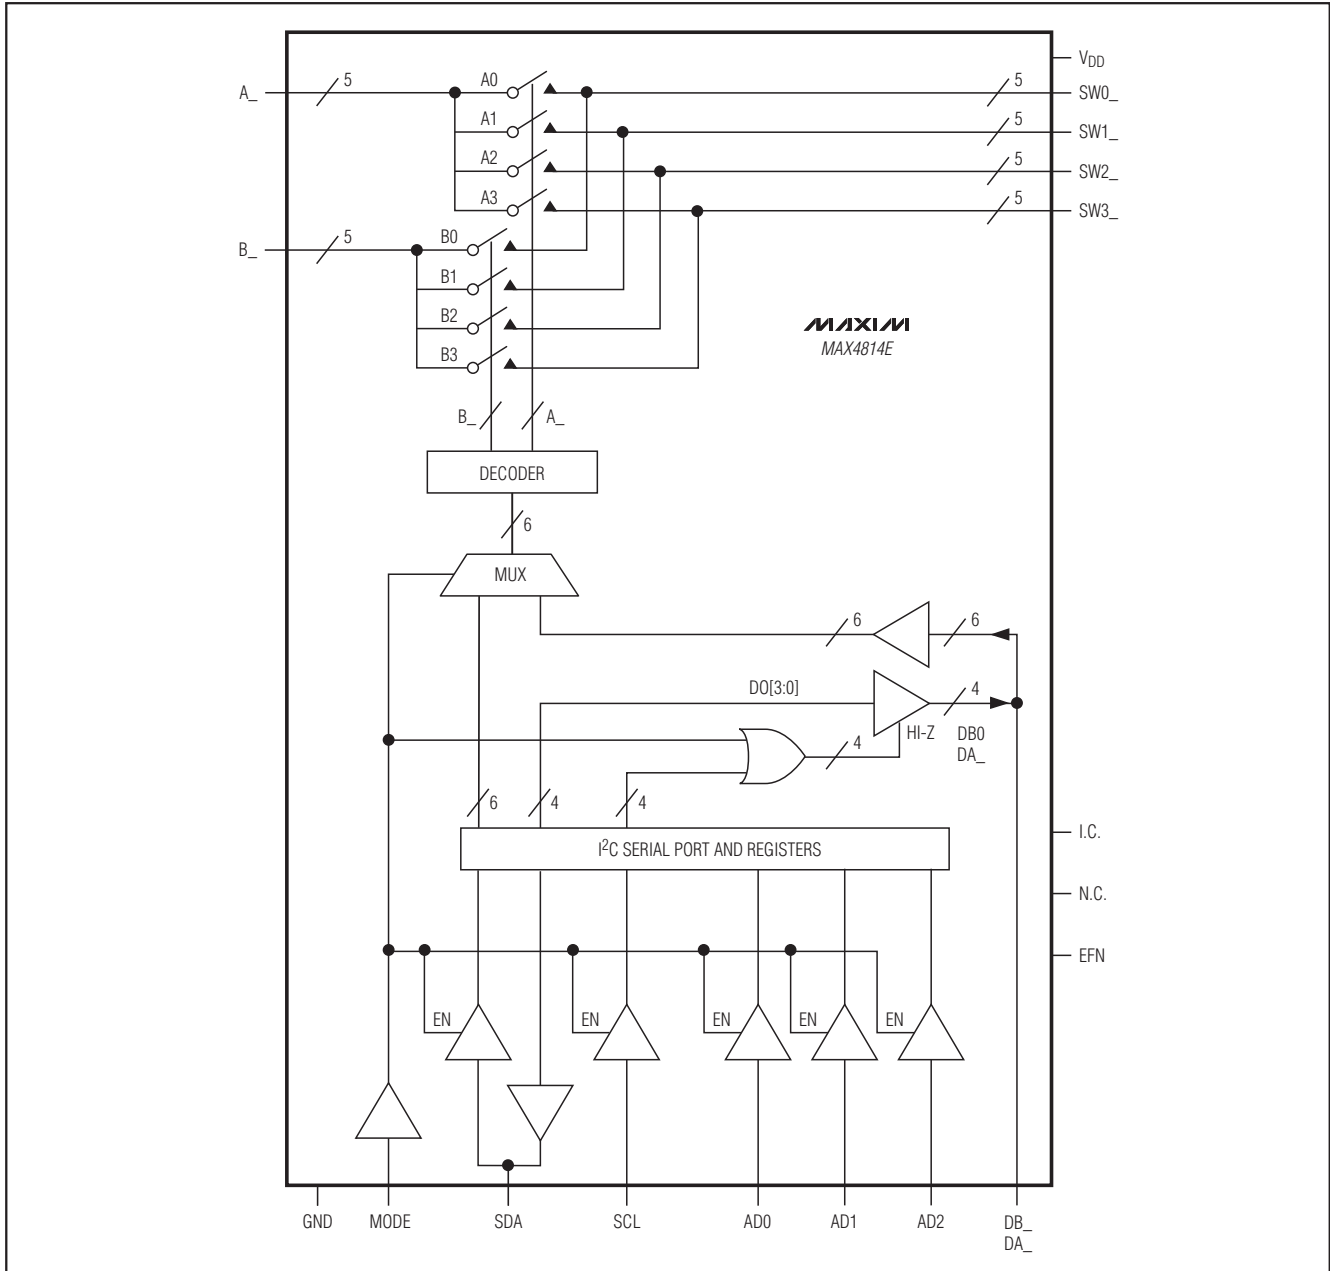 VDD
A_ 5 A0 5 SW0_
A1 5 SW1_
A2 5 SW2_
A3 5 SW3_
B_ 5 B0
B1
B2
B3
MAXIM
MAX4814E
B_ A_
DECODER
6
MUX
6 6
DO[3:0] 4
HI-Z DB0
DA_
4
6 4 4
I²C SERIAL PORT AND REGISTERS
I.C.
N.C.
EFN
EN EN EN EN EN
GND MODE SDA SCL AD0 AD1 AD2 DB_
DA_